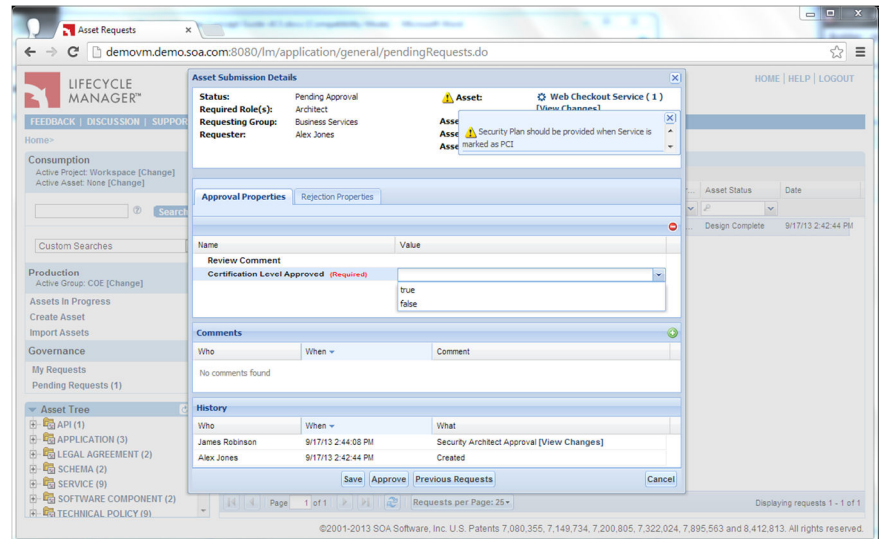 Asset Requests
demovm.demo.soa.com:8080/lm/application/general/pendingRequests.do
LIFECYCLE
MANAGER™
HOME | HELP | LOGOUT
FEEDBACK | DISCUSSION | SUPPOR
Home>
Consumption
Active Project: Workspace [Change]
Active Asset: None [Change]
Search
Custom Searches
Production
Active Group: COE [Change]
Assets In Progress
Create Asset
Import Assets
Governance
My Requests
Pending Requests (1)
Asset Tree
API (1)
APPLICATION (3)
LEGAL AGREEMENT (2)
SCHEMA (2)
SERVICE (9)
SOFTWARE COMPONENT (2)
TECHNICAL POLICY (9)
Asset Submission Details
Status: Pending Approval
Required Role(s): Architect
Requesting Group: Business Services
Requester: Alex Jones
Asset: Web Checkout Service ( 1 )
[View Changes]
Asse
Asse
Asse
Security Plan should be provided when Service is
marked as PCI
Approval Properties Rejection Properties
Name Value
Review Comment
Certification Level Approved (Required)
true
false
Comments
Who When Comment
No comments found
History
Who When What
James Robinson 9/17/13 2:44:08 PM Security Architect Approval [View Changes]
Alex Jones 9/17/13 2:42:44 PM Created
Save Approve Previous Requests Cancel
Asset Status Date
Design Complete 9/17/13 2:42:44 PM
Page 1 of 1 Requests per Page: 25
Displaying requests 1 - 1 of 1
©2001-2013 SOA Software, Inc. U.S. Patents 7,080,355, 7,149,734, 7,200,805, 7,322,024, 7,895,563 and 8,412,813. All rights reserved.